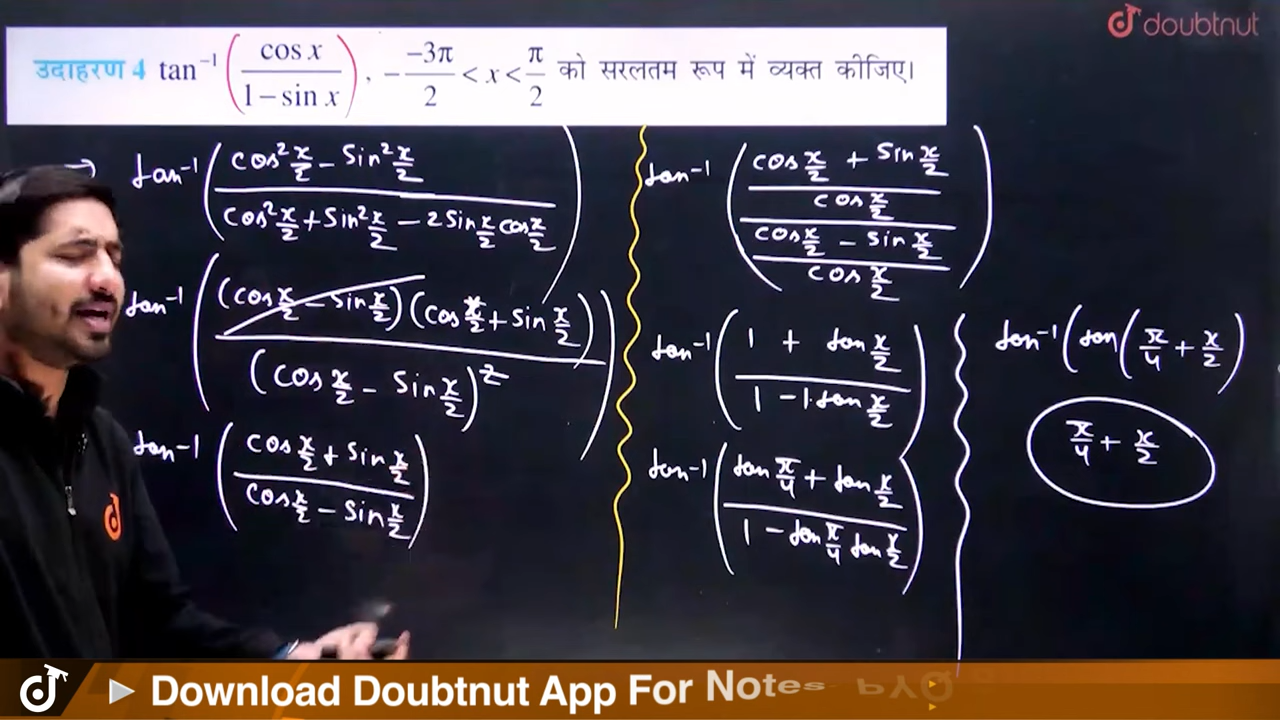 doubtnut
उदाहरण 4 tan⁻¹ (cos x / 1 – sin x), – –3π/2 < x < π/2 को सरलतम रूप में व्यक्त कीजिए।
→ tan⁻¹ (cos² x/2 – sin² x/2 / cos² x/2 + sin² x/2 – 2 sin x/2 cos x/2)
tan⁻¹ ((cos x/2 – sin x/2) (cos x/2 + sin x/2) / (cos x/2 – sin x/2)²)
tan⁻¹ (cos x/2 + sin x/2 / cos x/2 – sin x/2)
tan⁻¹ (cos x/2 + sin x/2 / cos x/2 / cos x/2 – sin x/2 / cos x/2)
tan⁻¹ (1 + tan x/2 / 1 – 1·tan x/2)
tan⁻¹ (tan π/4 + tan x/2 / 1 – tan π/4 tan x/2)
tan⁻¹ (tan (π/4 + x/2)
π/4 + x/2
Download Doubtnut App For Notes